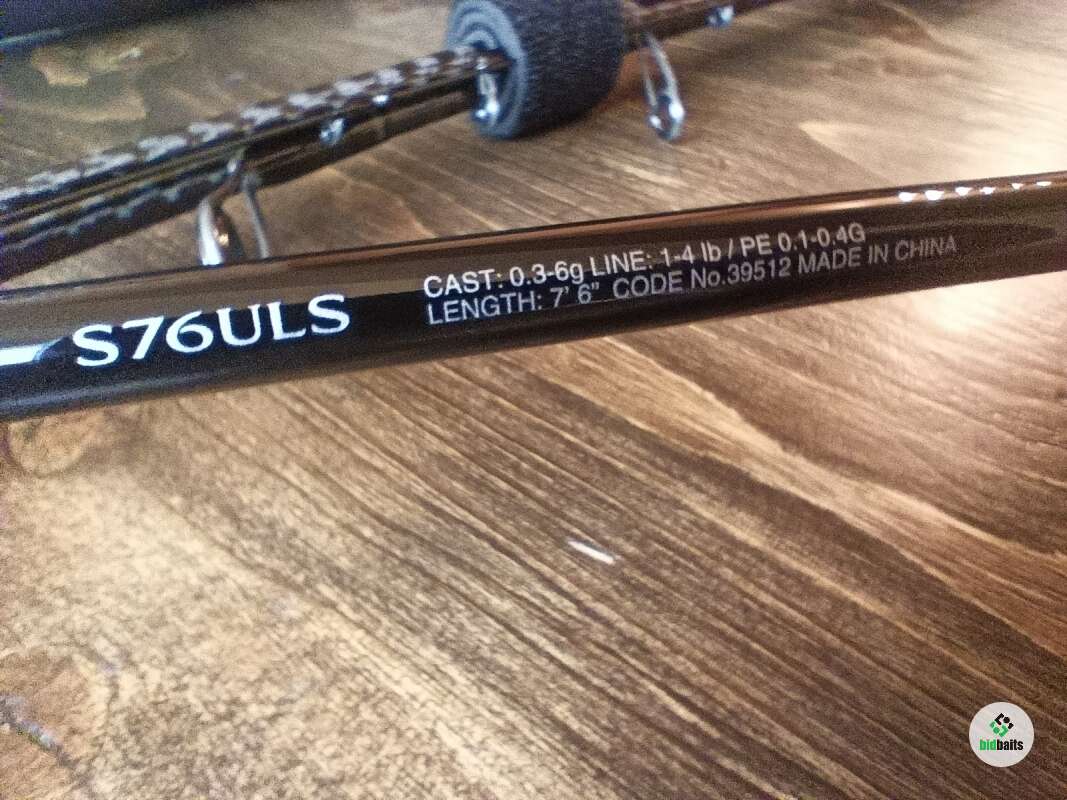 S76ULS
CAST: 0.3-6g LINE: 1-4 lb / PE 0.1-0.4G
LENGTH: 7' 6" CODE No.39512 MADE IN CHINA
bidbaits